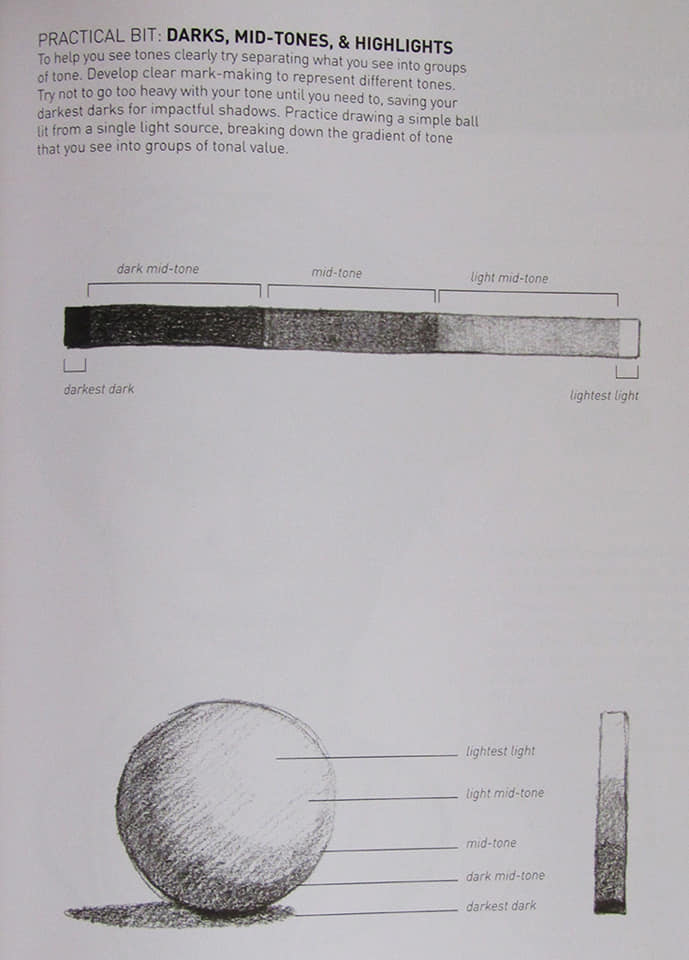 PRACTICAL BIT: DARKS, MID-TONES, & HIGHLIGHTS
To help you see tones clearly try separating what you see into groups
of tone. Develop clear mark-making to represent different tones.
Try not to go too heavy with your tone until you need to, saving your
darkest darks for impactful shadows. Practice drawing a simple ball
lit from a single light source, breaking down the gradient of tone
that you see into groups of tonal value.
dark mid-tone
mid-tone
light mid-tone
darkest dark
lightest light
lightest light
light mid-tone
mid-tone
dark mid-tone
darkest dark